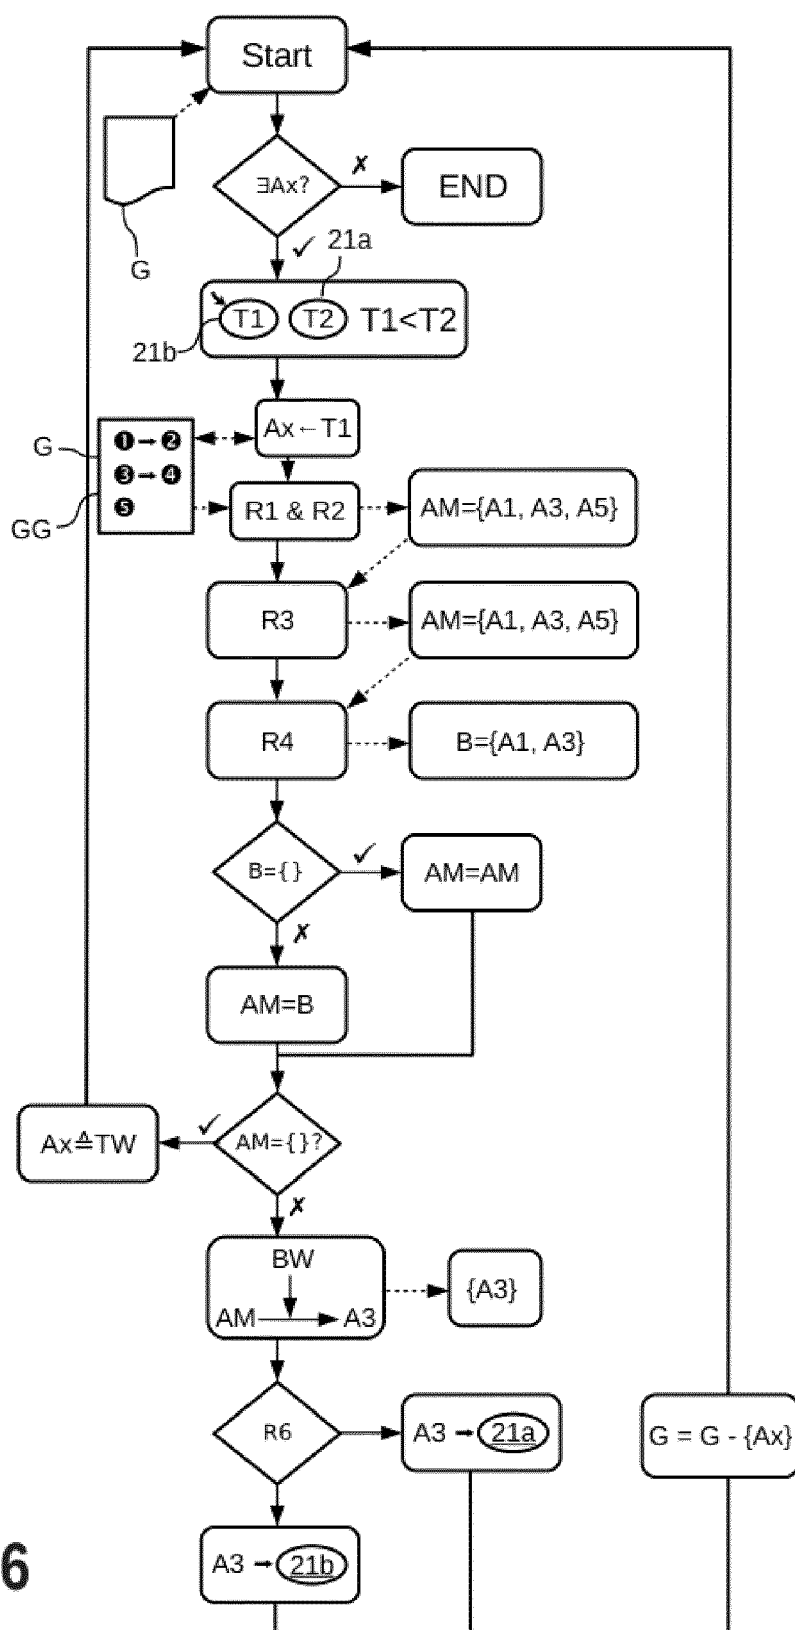 Start
∃Ax?
✗
END
G
✓
21a
T1 T2 T1<T2
21b
Ax←T1
G
❶→❷
❸→❹
❺
GG
R1 & R2
AM={A1, A3, A5}
R3
AM={A1, A3, A5}
R4
B={A1, A3}
B={}
✓
AM=AM
✗
AM=B
Ax≙TW
✓
AM={}?
✗
BW
AM → A3
{A3}
R6
A3 → 21a
G = G - {Ax}
6
A3 → 21b